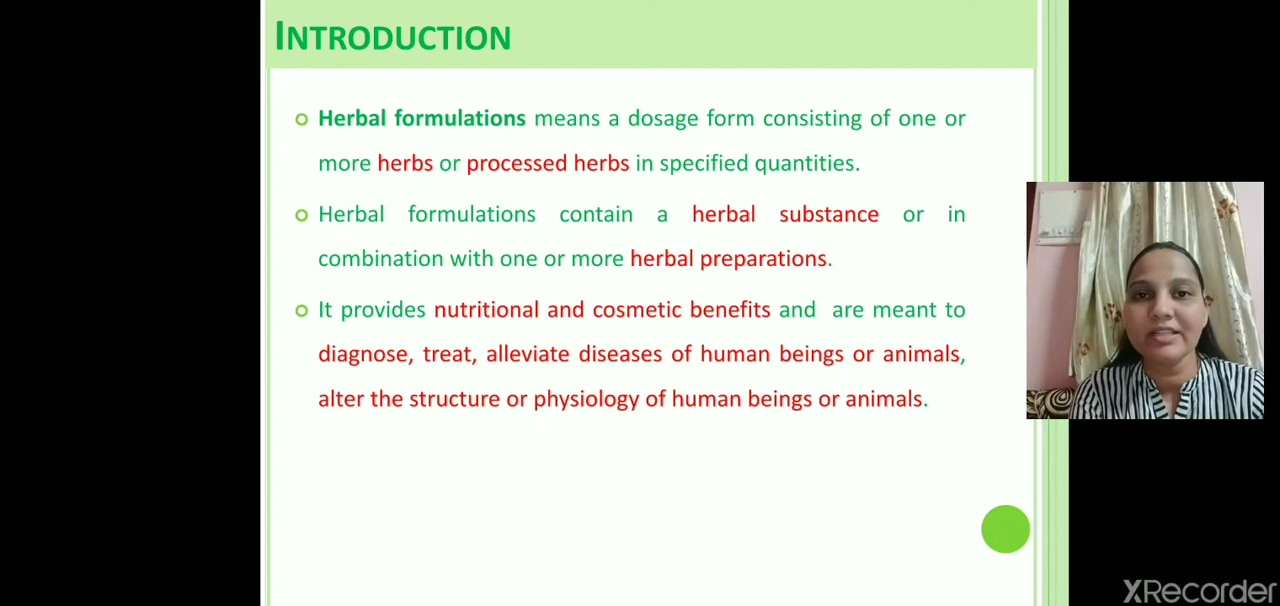 INTRODUCTION
Herbal formulations means a dosage form consisting of one or
more herbs or processed herbs in specified quantities.
Herbal formulations contain a herbal substance or in
combination with one or more herbal preparations.
It provides nutritional and cosmetic benefits and are meant to
diagnose, treat, alleviate diseases of human beings or animals,
alter the structure or physiology of human beings or animals.
XRecorder